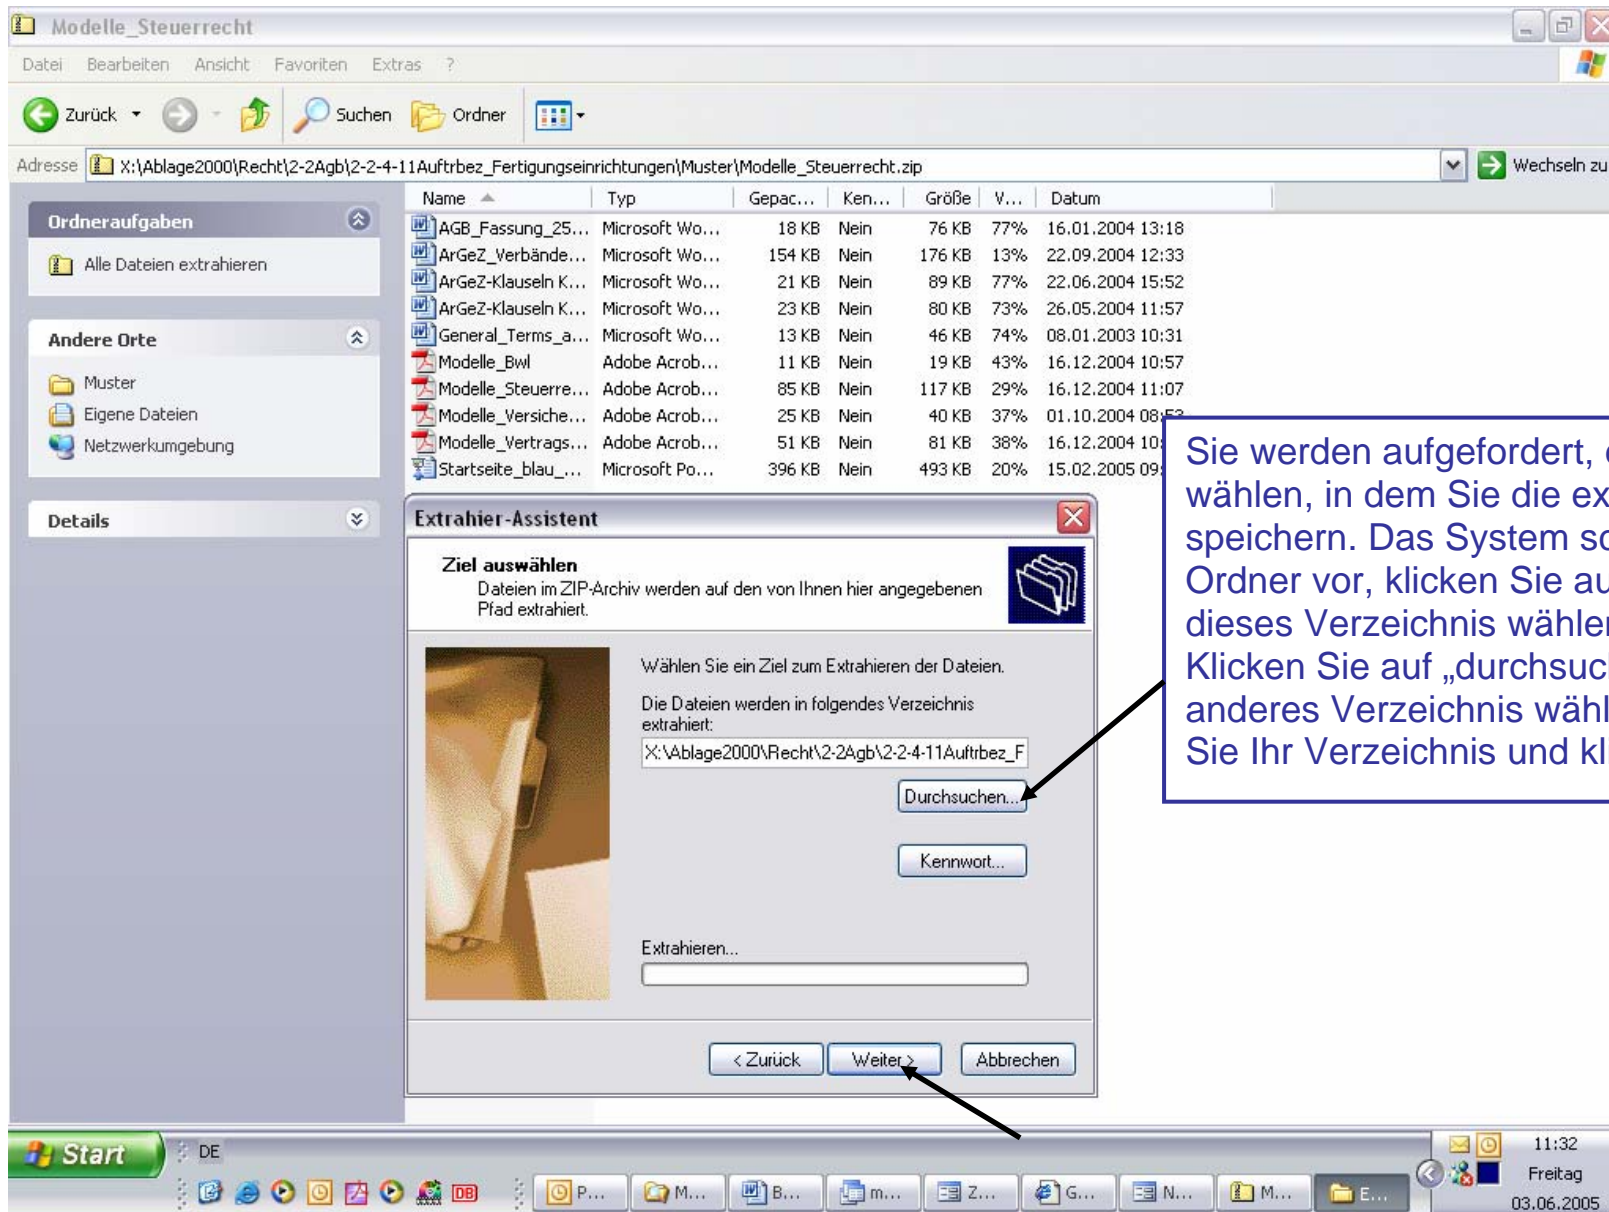 Modelle_Steuerrecht
Datei Bearbeiten Ansicht Favoriten Extras ?
Zurück Suchen Ordner
Adresse X:\Ablage2000\Recht\2-2Agb\2-2-4-11Auftrbez_Fertigungseinrichtungen\Muster\Modelle_Steuerrecht.zip Wechseln zu
Name Typ Gepac... Ken... Größe V... Datum
AGB_Fassung_25... Microsoft Wo... 18 KB Nein 76 KB 77% 16.01.2004 13:18
ArGeZ_Verbände... Microsoft Wo... 154 KB Nein 176 KB 13% 22.09.2004 12:33
ArGeZ-Klauseln K... Microsoft Wo... 21 KB Nein 89 KB 77% 22.06.2004 15:52
ArGeZ-Klauseln K... Microsoft Wo... 23 KB Nein 80 KB 73% 26.05.2004 11:57
General_Terms_a... Microsoft Wo... 13 KB Nein 46 KB 74% 08.01.2003 10:31
Modelle_Bwl Adobe Acrob... 11 KB Nein 19 KB 43% 16.12.2004 10:57
Modelle_Steuerre... Adobe Acrob... 85 KB Nein 117 KB 29% 16.12.2004 11:07
Modelle_Versiche... Adobe Acrob... 25 KB Nein 40 KB 37% 01.10.2004 08:53
Modelle_Vertrags... Adobe Acrob... 51 KB Nein 81 KB 38% 16.12.2004 10:
Startseite_blau_... Microsoft Po... 396 KB Nein 493 KB 20% 15.02.2005 09:
Ordneraufgaben
Alle Dateien extrahieren
Andere Orte
Muster
Eigene Dateien
Netzwerkumgebung
Details
Extrahier-Assistent
Ziel auswählen
Dateien im ZIP-Archiv werden auf den von Ihnen hier angegebenen
Pfad extrahiert.
Wählen Sie ein Ziel zum Extrahieren der Dateien.
Die Dateien werden in folgendes Verzeichnis
extrahiert:
X:\Ablage2000\Recht\2-2Agb\2-2-4-11Auftrbez_F
Durchsuchen...
Kennwort...
Extrahieren...
< Zurück Weiter > Abbrechen
Sie werden aufgefordert,
wählen, in dem Sie die ex
speichern. Das System sc
Ordner vor, klicken Sie au
dieses Verzeichnis wählen
Klicken Sie auf „durchsuch
anderes Verzeichnis wähl
Sie Ihr Verzeichnis und kli
Start DE 11:32
Freitag
03.06.2005
DB P... M... B... m... Z... G... N... M... E...